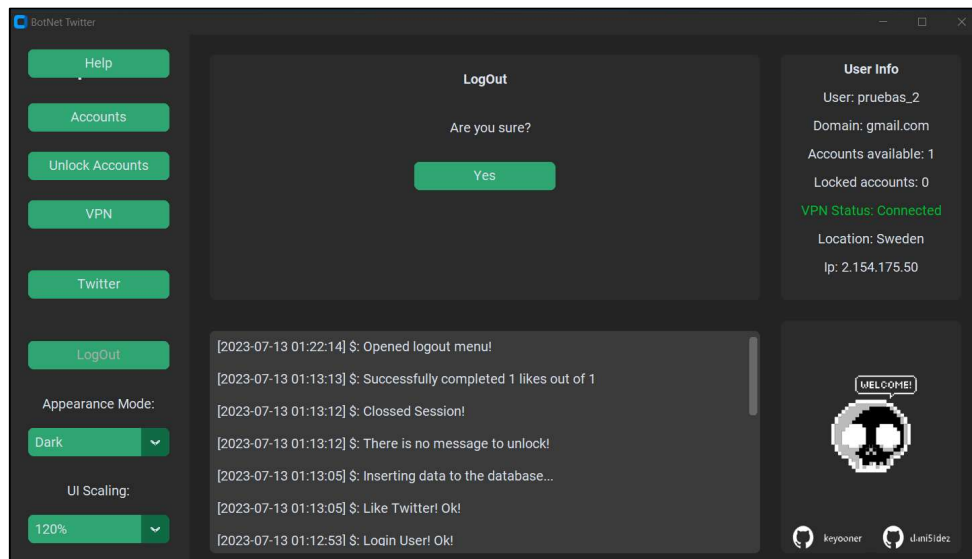 BotNet Twitter
Help
Accounts
Unlock Accounts
VPN
Twitter
LogOut
Appearance Mode:
Dark
UI Scaling:
120%
LogOut
Are you sure?
Yes
[2023-07-13 01:22:14] $: Opened logout menu!
[2023-07-13 01:13:13] $: Successfully completed 1 likes out of 1
[2023-07-13 01:13:12] $: Clossed Session!
[2023-07-13 01:13:12] $: There is no message to unlock!
[2023-07-13 01:13:05] $: Inserting data to the database...
[2023-07-13 01:13:05] $: Like Twitter! Ok!
[2023-07-13 01:12:53] $: Login User! Ok!
User Info
User: pruebas_2
Domain: gmail.com
Accounts available: 1
Locked accounts: 0
VPN Status: Connected
Location: Sweden
Ip: 2.154.175.50
WELCOME!
keyooner